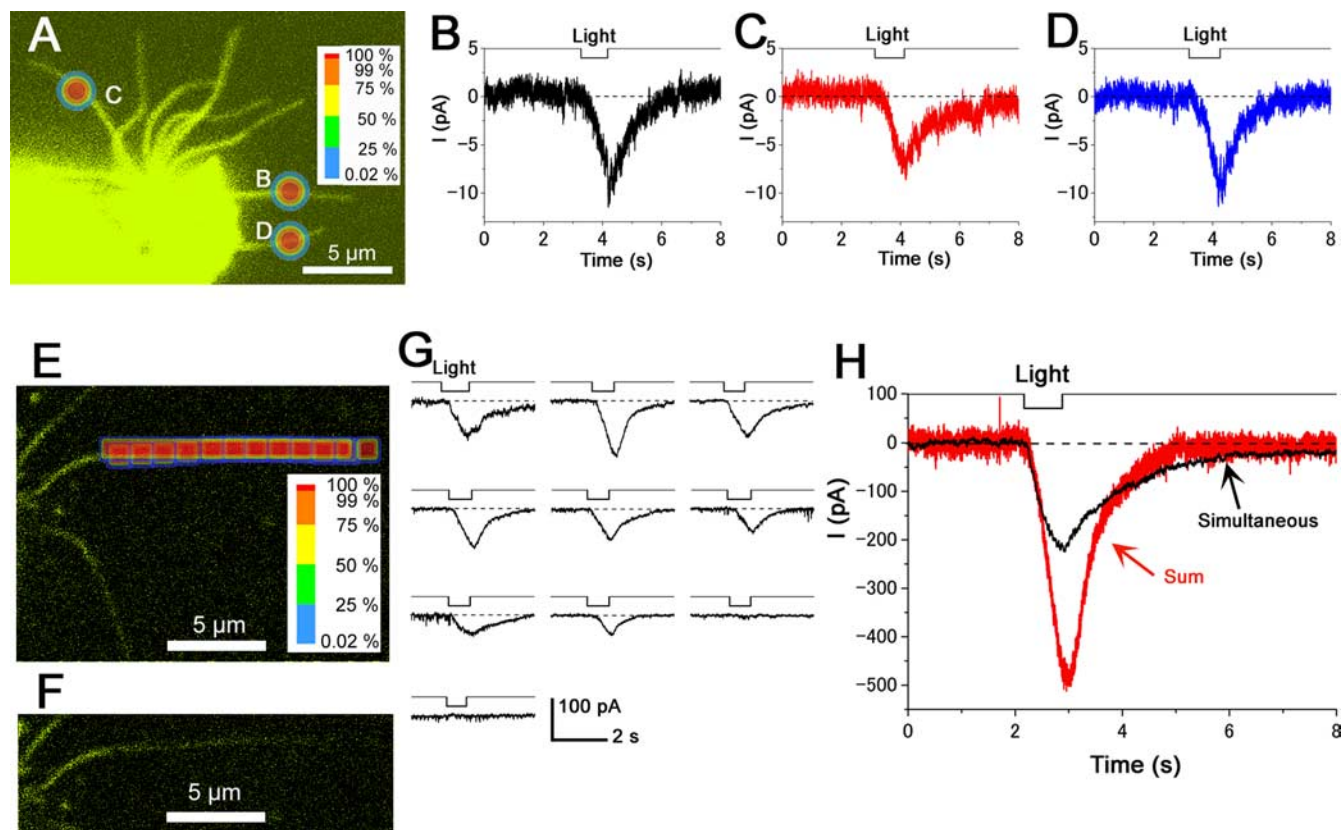 A
C
B
D
100 %
99 %
75 %
50 %
25 %
0.02 %
5 µm
B
Light
5
0
−5
−10
I (pA)
0 2 4 6 8
Time (s)
C
Light
5
0
−5
−10
I (pA)
0 2 4 6 8
Time (s)
D
Light
5
0
−5
−10
I (pA)
0 2 4 6 8
Time (s)
E
100 %
99 %
75 %
50 %
25 %
0.02 %
5 µm
F
5 µm
G
Light
100 pA
2 s
H
Light
100
0
−100
−200
−300
−400
−500
I (pA)
Simultaneous
Sum
0 2 4 6 8
Time (s)